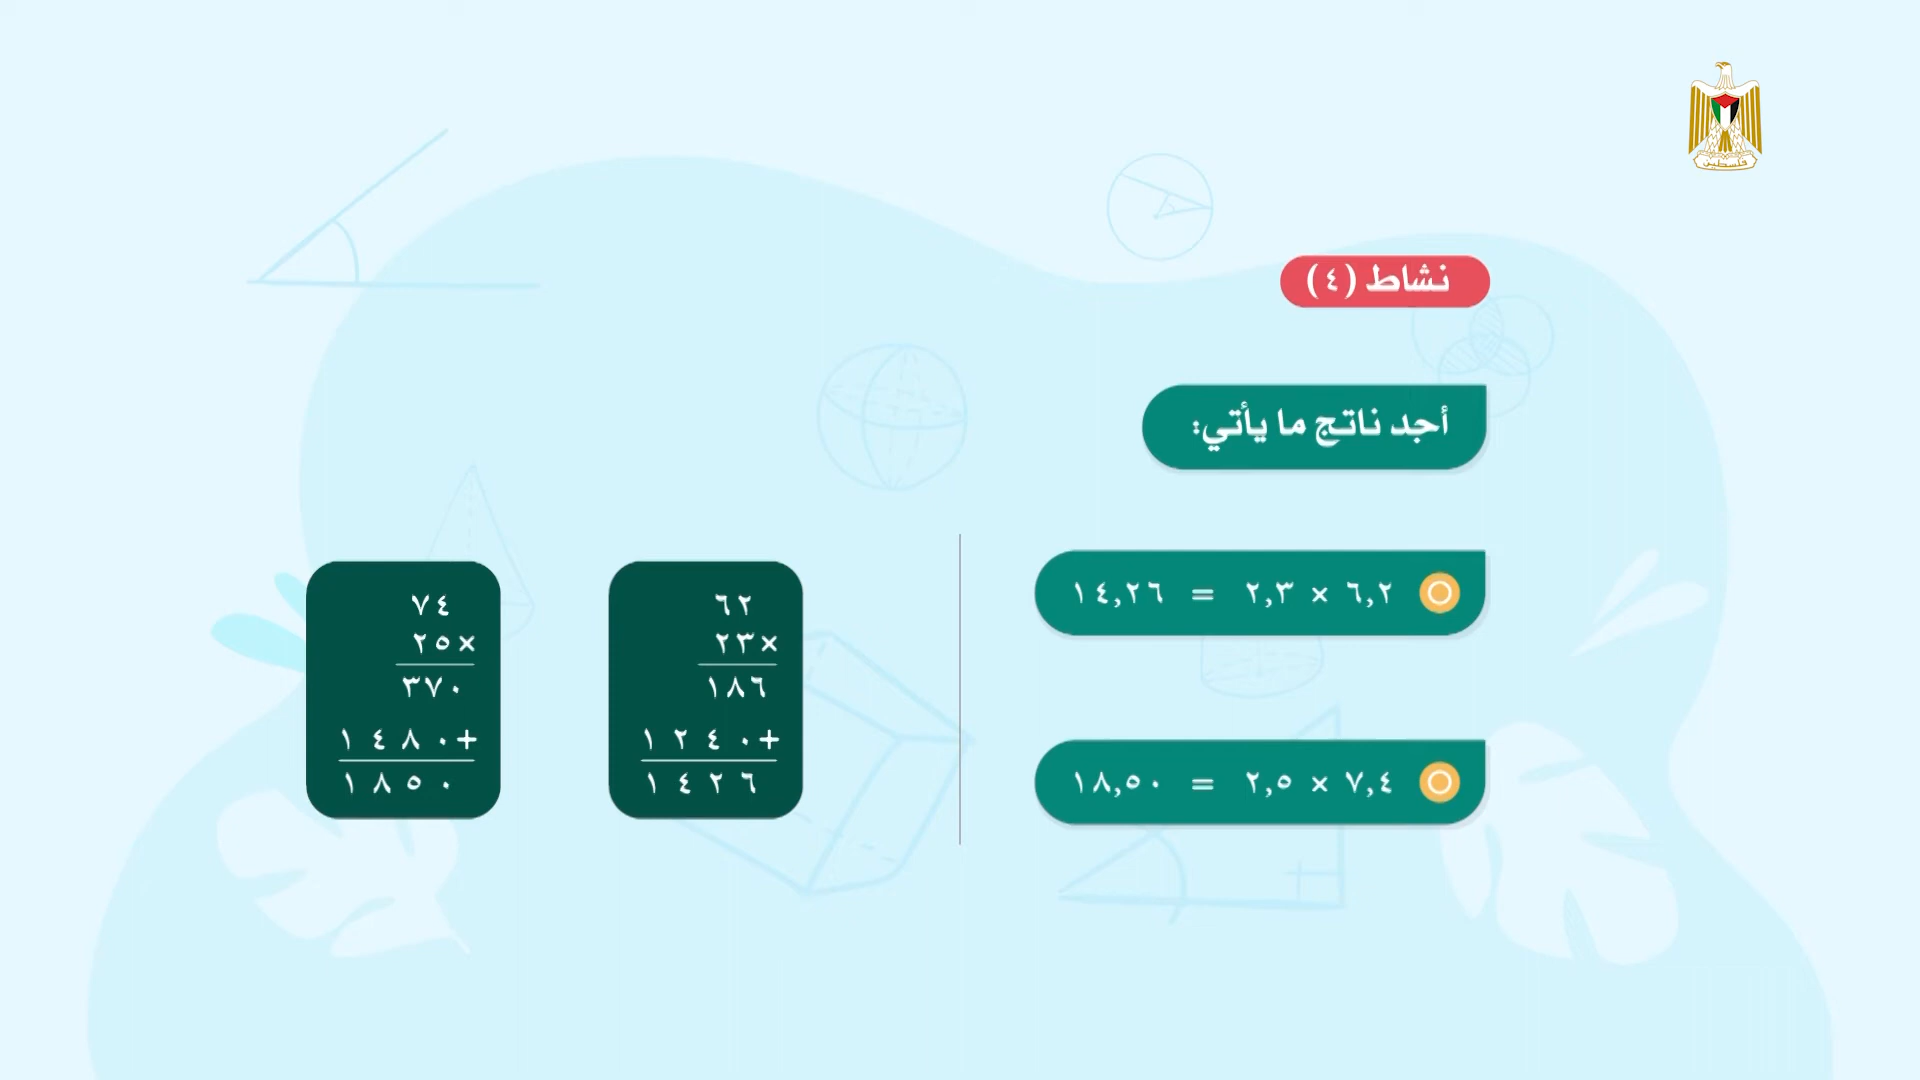 فلسطين
نشاط (٤)
أجد ناتج ما يأتي:
٦,٢ × ٢,٣ = ١٤,٢٦
٧,٤ × ٢,٥ = ١٨,٥٠
٦٢
٢٣×
١٨٦
١٢٤٠+
١٤٢٦
٧٤
٢٥×
٣٧٠
١٤٨٠+
١٨٥٠